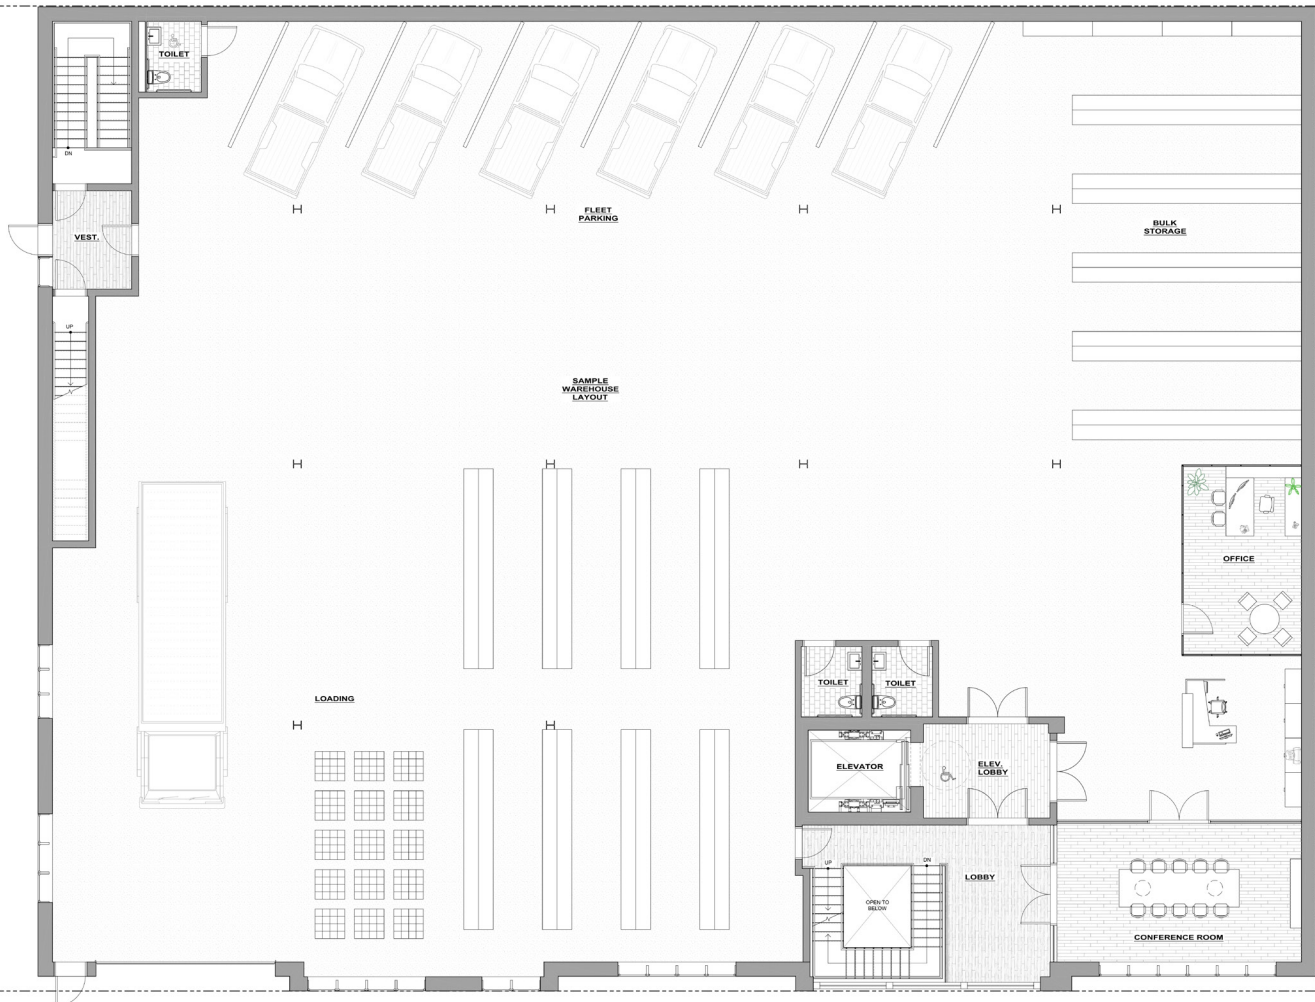 TOILET
DN
VEST.
FLEET
PARKING
BULK
STORAGE
UP
SAMPLE
WAREHOUSE
LAYOUT
OFFICE
TOILET
TOILET
LOADING
ELEVATOR
ELEV.
LOBBY
UP
DN
LOBBY
OPEN TO
BELOW
CONFERENCE ROOM